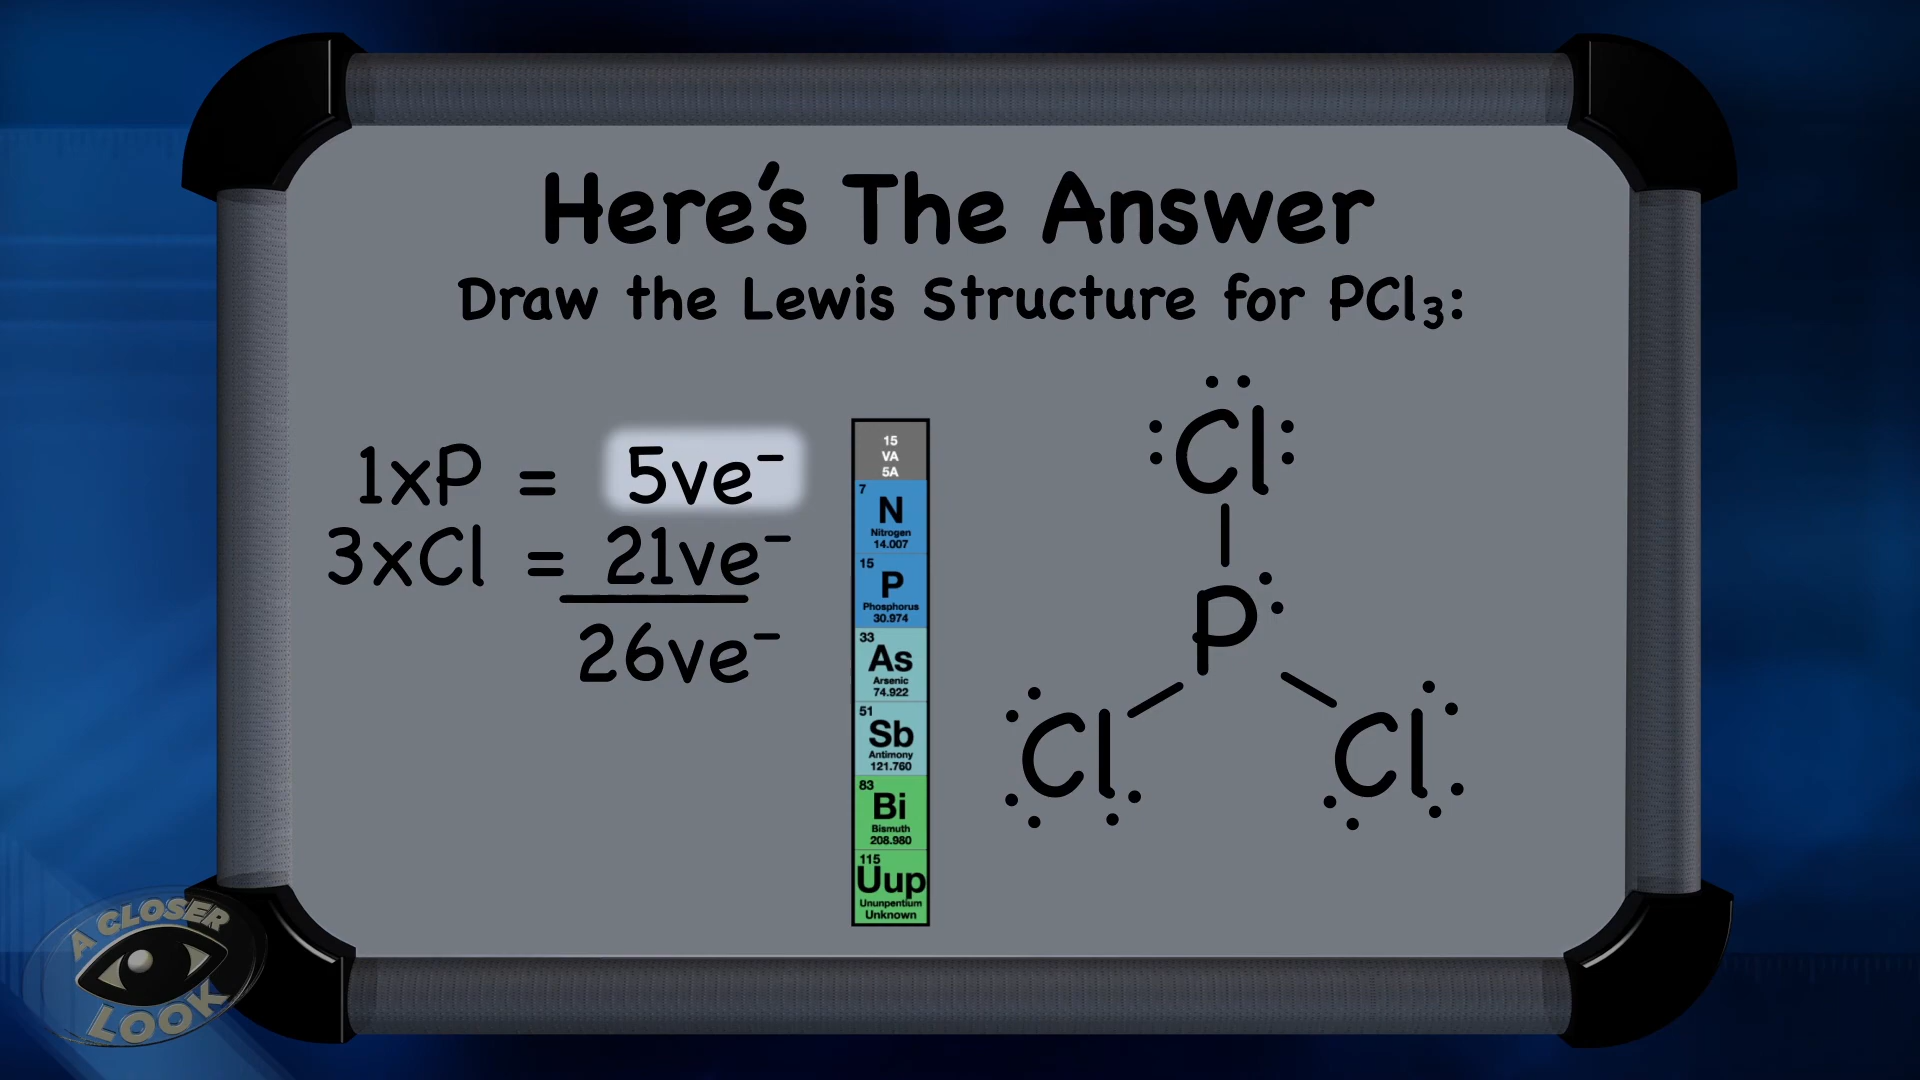 Here's The Answer
Draw the Lewis Structure for PCl₃:
1xP = 5ve⁻
3xCl = 21ve⁻
26ve⁻
15
VA
5A
7
N
Nitrogen
14.007
15
P
Phosphorus
30.974
33
As
Arsenic
74.922
51
Sb
Antimony
121.760
83
Bi
Bismuth
208.980
115
Uup
Ununpentium
Unknown
Cl
P
Cl
Cl
A CLOSER
LOOK